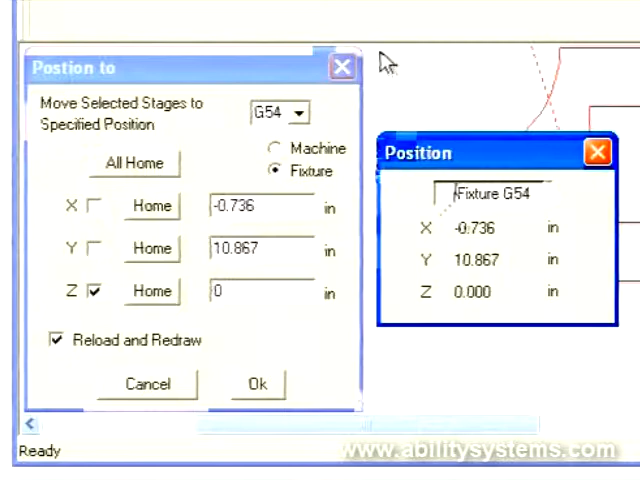 Postion to
Move Selected Stages to
Specified Position
G54
All Home
Machine
Fixture
X Home -0.736 in
Y Home 10.867 in
Z Home 0 in
Reload and Redraw
Cancel Ok
Position
Fixture G54
X -0.736 in
Y 10.867 in
Z 0.000 in
Ready
www.abilitysystems.com